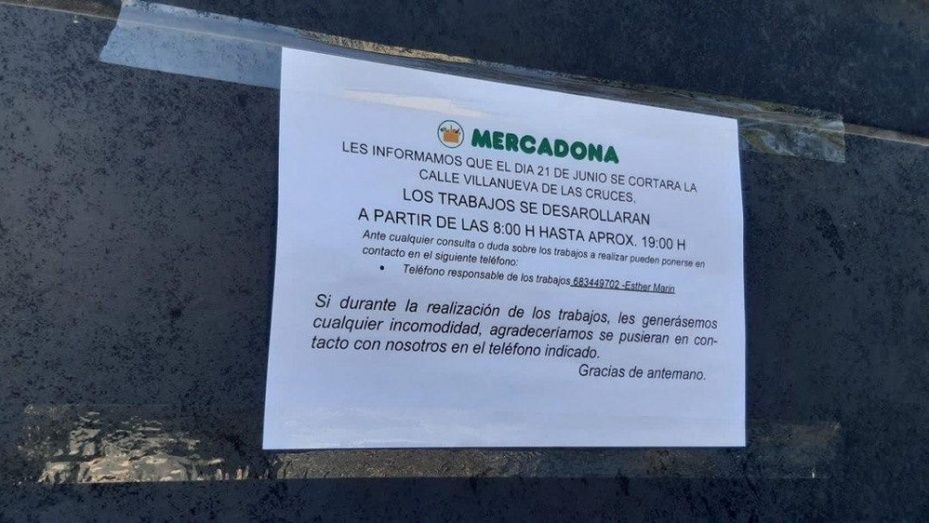 MERCADONA
LES INFORMAMOS QUE EL DIA 21 DE JUNIO SE CORTARA LA
CALLE VILLANUEVA DE LAS CRUCES,
LOS TRABAJOS SE DESAROLLARAN
A PARTIR DE LAS 8:00 H HASTA APROX. 19:00 H
Ante cualquier consulta o duda sobre los trabajos a realizar pueden ponerse en
contacto en el siguiente teléfono:
• Teléfono responsable de los trabajos 683449702 -Esther Marin
Si durante la realización de los trabajos, les generásemos
cualquier incomodidad, agradeceríamos se pusieran en con-
tacto con nosotros en el teléfono indicado.
Gracias de antemano.